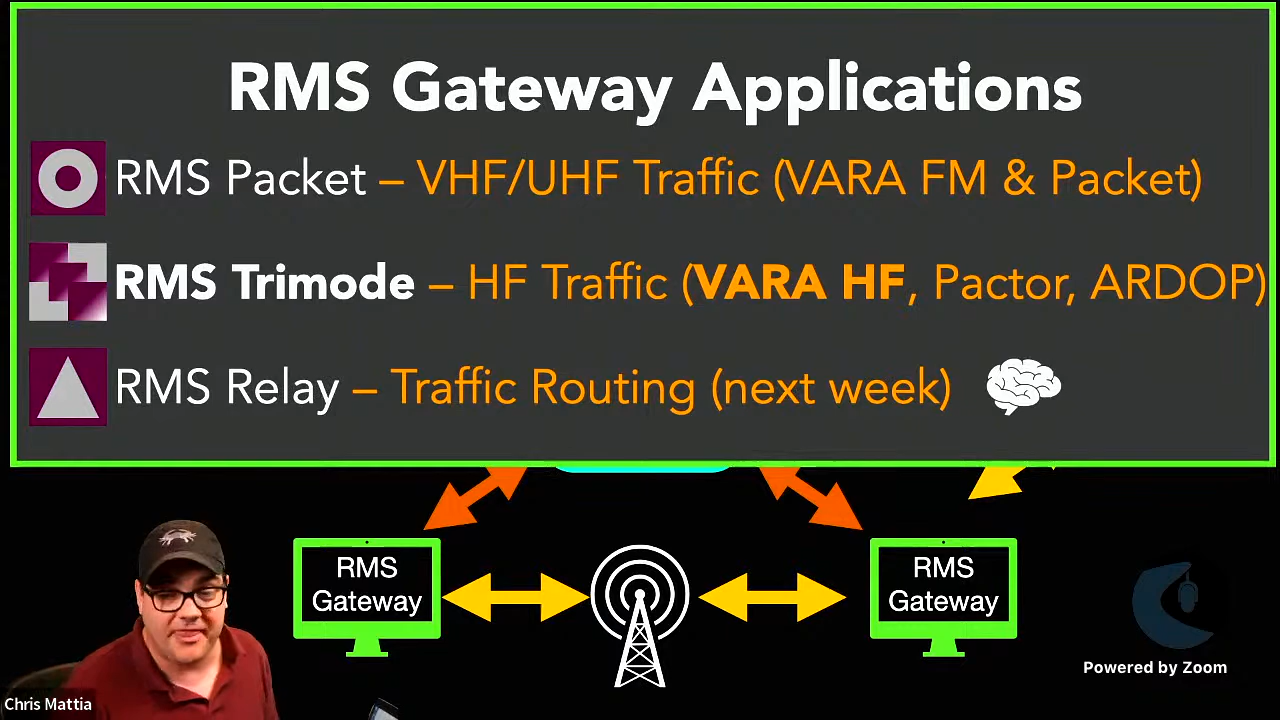 RMS Gateway Applications
RMS Packet – VHF/UHF Traffic (VARA FM & Packet)
RMS Trimode – HF Traffic (VARA HF, Pactor, ARDOP)
RMS Relay – Traffic Routing (next week)
RMS
Gateway
RMS
Gateway
Powered by Zoom
Chris Mattia